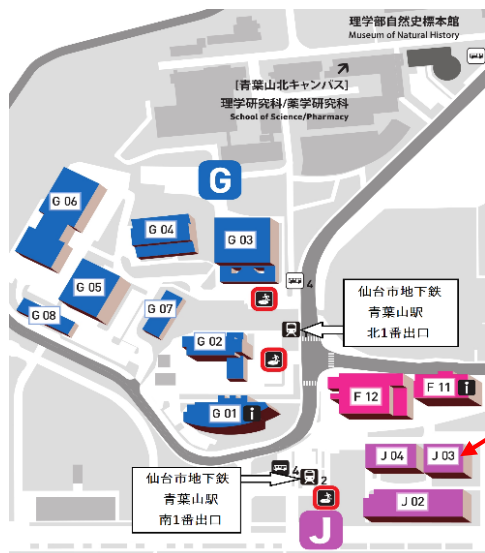 理学部自然史標本館
Museum of Natural History
[青葉山北キャンパス]
理学研究科/薬学研究科
School of Science/Pharmacy
G
G 06
G 04
G 03
G 05
4
G 07
G 08
仙台市地下鉄
青葉山駅
北1番出口
G 02
F 11
i
F 12
G 01
i
J 04
J 03
4
2
仙台市地下鉄
青葉山駅
南1番出口
J 02
J